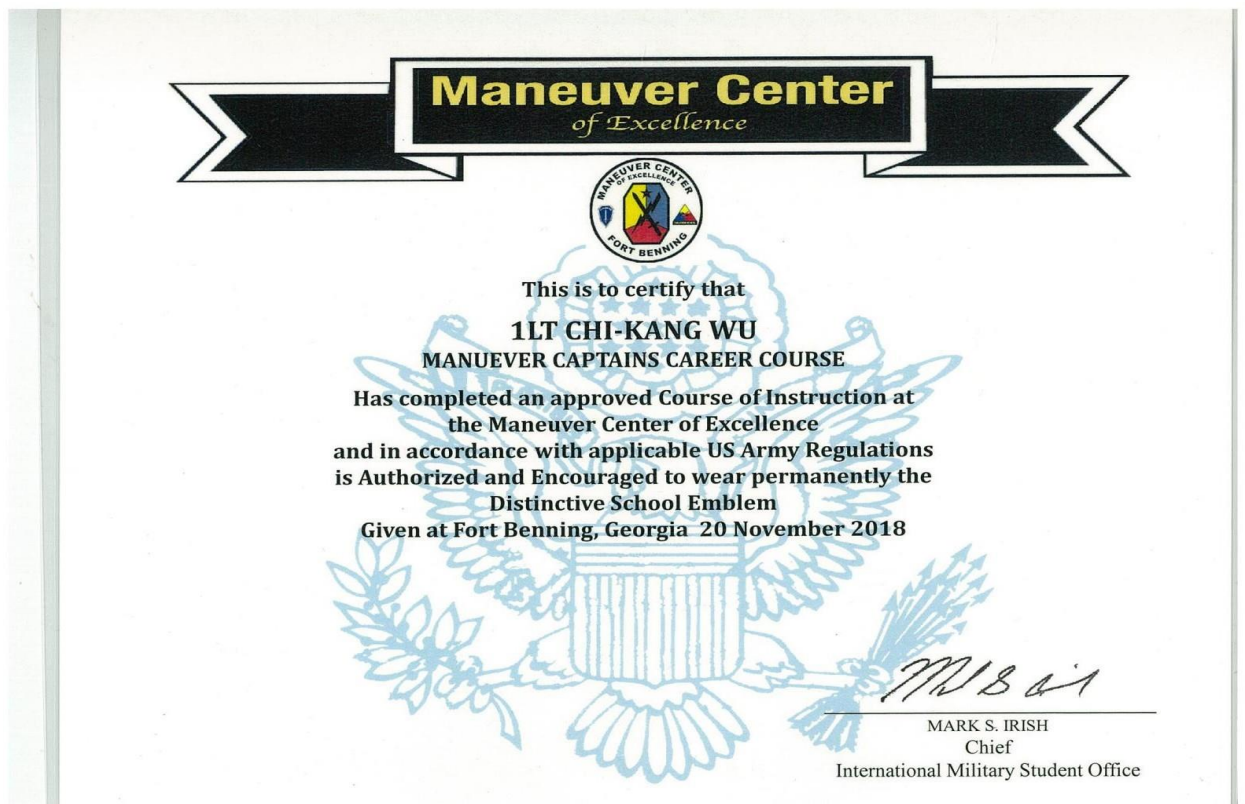 Maneuver Center
of Excellence
MANEUVER CENTER
OF EXCELLENCE
FORT BENNING
This is to certify that
1LT CHI-KANG WU
MANUEVER CAPTAINS CAREER COURSE
Has completed an approved Course of Instruction at
the Maneuver Center of Excellence
and in accordance with applicable US Army Regulations
is Authorized and Encouraged to wear permanently the
Distinctive School Emblem
Given at Fort Benning, Georgia 20 November 2018
MARK S. IRISH
Chief
International Military Student Office